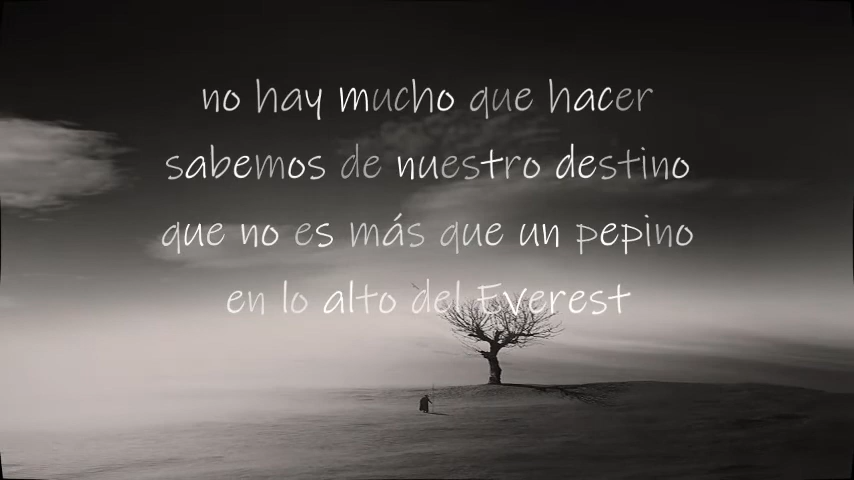 no hay mucho que hacer
sabemos de nuestro destino
que no es más que un pepino
en lo alto del Everest